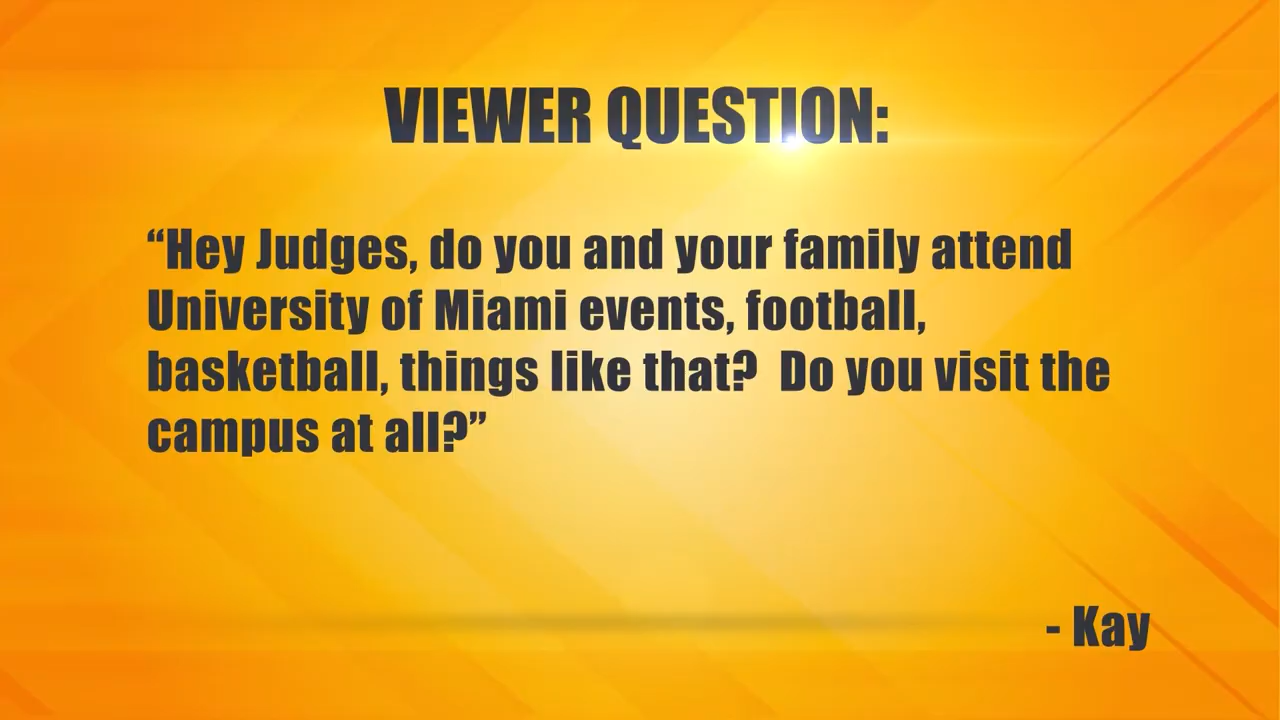 VIEWER QUESTION:
“Hey Judges, do you and your family attend
University of Miami events, football,
basketball, things like that?  Do you visit the
campus at all?”
- Kay